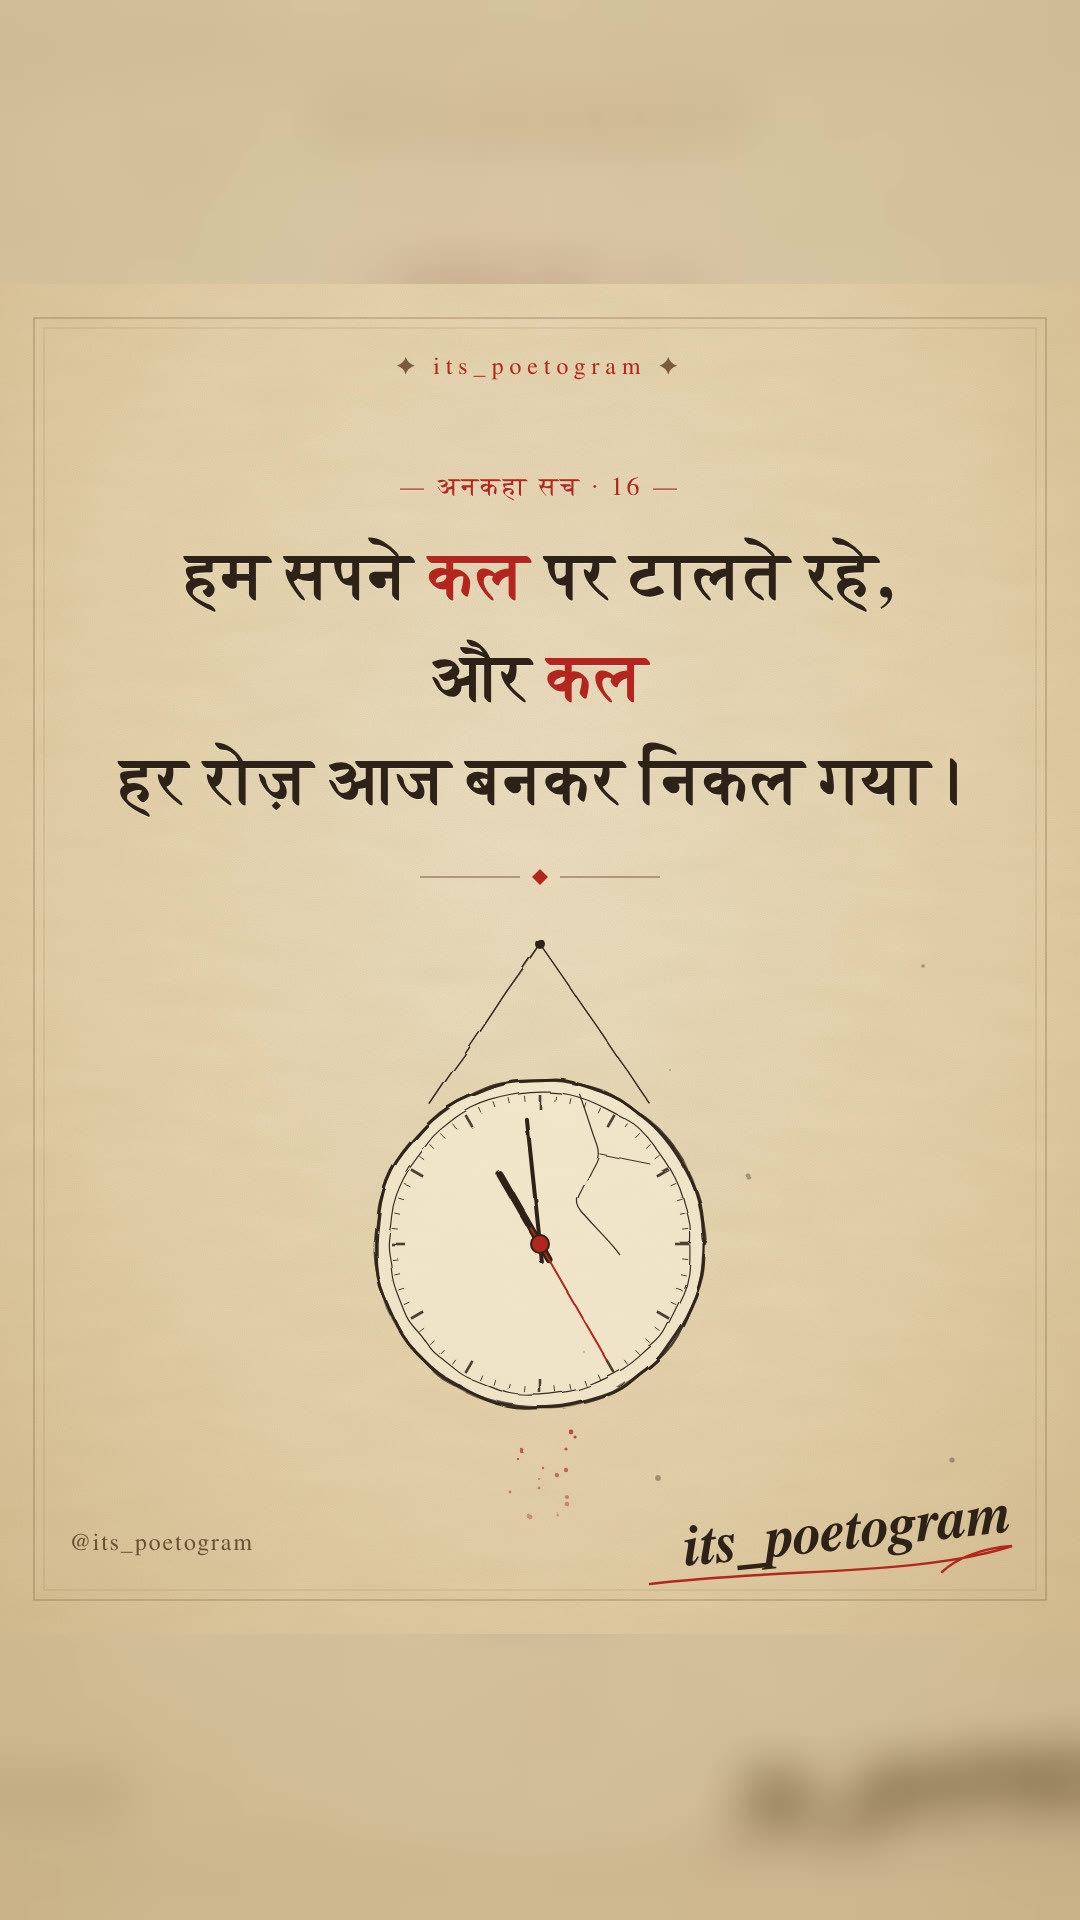 ✦ its_poetogram ✦
— अनकहा सच · 16 —
हम सपने कल पर टालते रहे,
और कल
हर रोज़ आज बनकर निकल गया।
@its_poetogram
its_poetogram